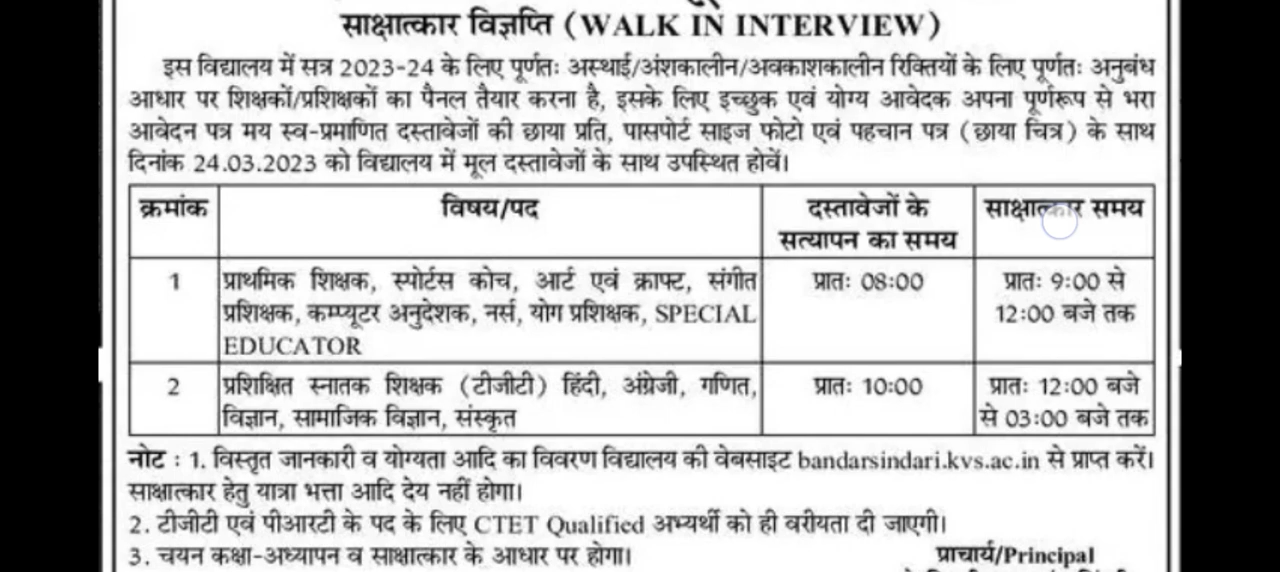 साक्षात्कार विज्ञप्ति (WALK IN INTERVIEW)
इस विद्यालय में सत्र 2023-24 के लिए पूर्णतः अस्थाई/अंशकालीन/अवकाशकालीन रिक्तियों के लिए पूर्णतः अनुबंध
आधार पर शिक्षकों/प्रशिक्षकों का पैनल तैयार करना है, इसके लिए इच्छुक एवं योग्य आवेदक अपना पूर्णरूप से भरा
आवेदन पत्र मय स्व-प्रमाणित दस्तावेजों की छाया प्रति, पासपोर्ट साइज फोटो एवं पहचान पत्र (छाया चित्र) के साथ
दिनांक 24.03.2023 को विद्यालय में मूल दस्तावेजों के साथ उपस्थित होवें।
क्रमांक विषय/पद दस्तावेजों के साक्षात्कार समय
सत्यापन का समय
1 प्राथमिक शिक्षक, स्पोर्टस कोच, आर्ट एवं क्राफ्ट, संगीत प्रातः 08:00 प्रातः 9:00 से
प्रशिक्षक, कम्प्यूटर अनुदेशक, नर्स, योग प्रशिक्षक, SPECIAL 12:00 बजे तक
EDUCATOR
2 प्रशिक्षित स्नातक शिक्षक (टीजीटी) हिंदी, अंग्रेजी, गणित, प्रातः 10:00 प्रातः 12:00 बजे
विज्ञान, सामाजिक विज्ञान, संस्कृत से 03:00 बजे तक
नोट : 1. विस्तृत जानकारी व योग्यता आदि का विवरण विद्यालय की वेबसाइट bandarsindari.kvs.ac.in से प्राप्त करें।
साक्षात्कार हेतु यात्रा भत्ता आदि देय नहीं होगा।
2. टीजीटी एवं पीआरटी के पद के लिए CTET Qualified अभ्यर्थी को ही वरीयता दी जाएगी।
3. चयन कक्षा-अध्यापन व साक्षात्कार के आधार पर होगा। प्राचार्य/Principal